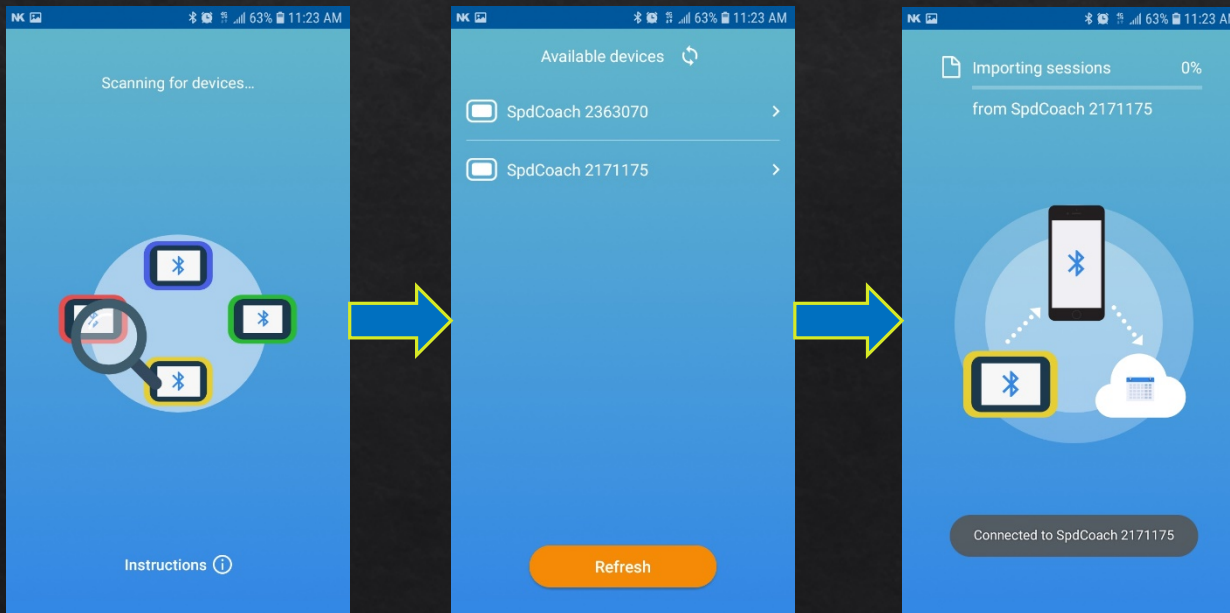 NK 63% 11:23 AM
Scanning for devices...
Instructions
NK 63% 11:23 AM
Available devices
SpdCoach 2363070
SpdCoach 2171175
Refresh
NK 63% 11:23 AM
Importing sessions 0%
from SpdCoach 2171175
Connected to SpdCoach 2171175